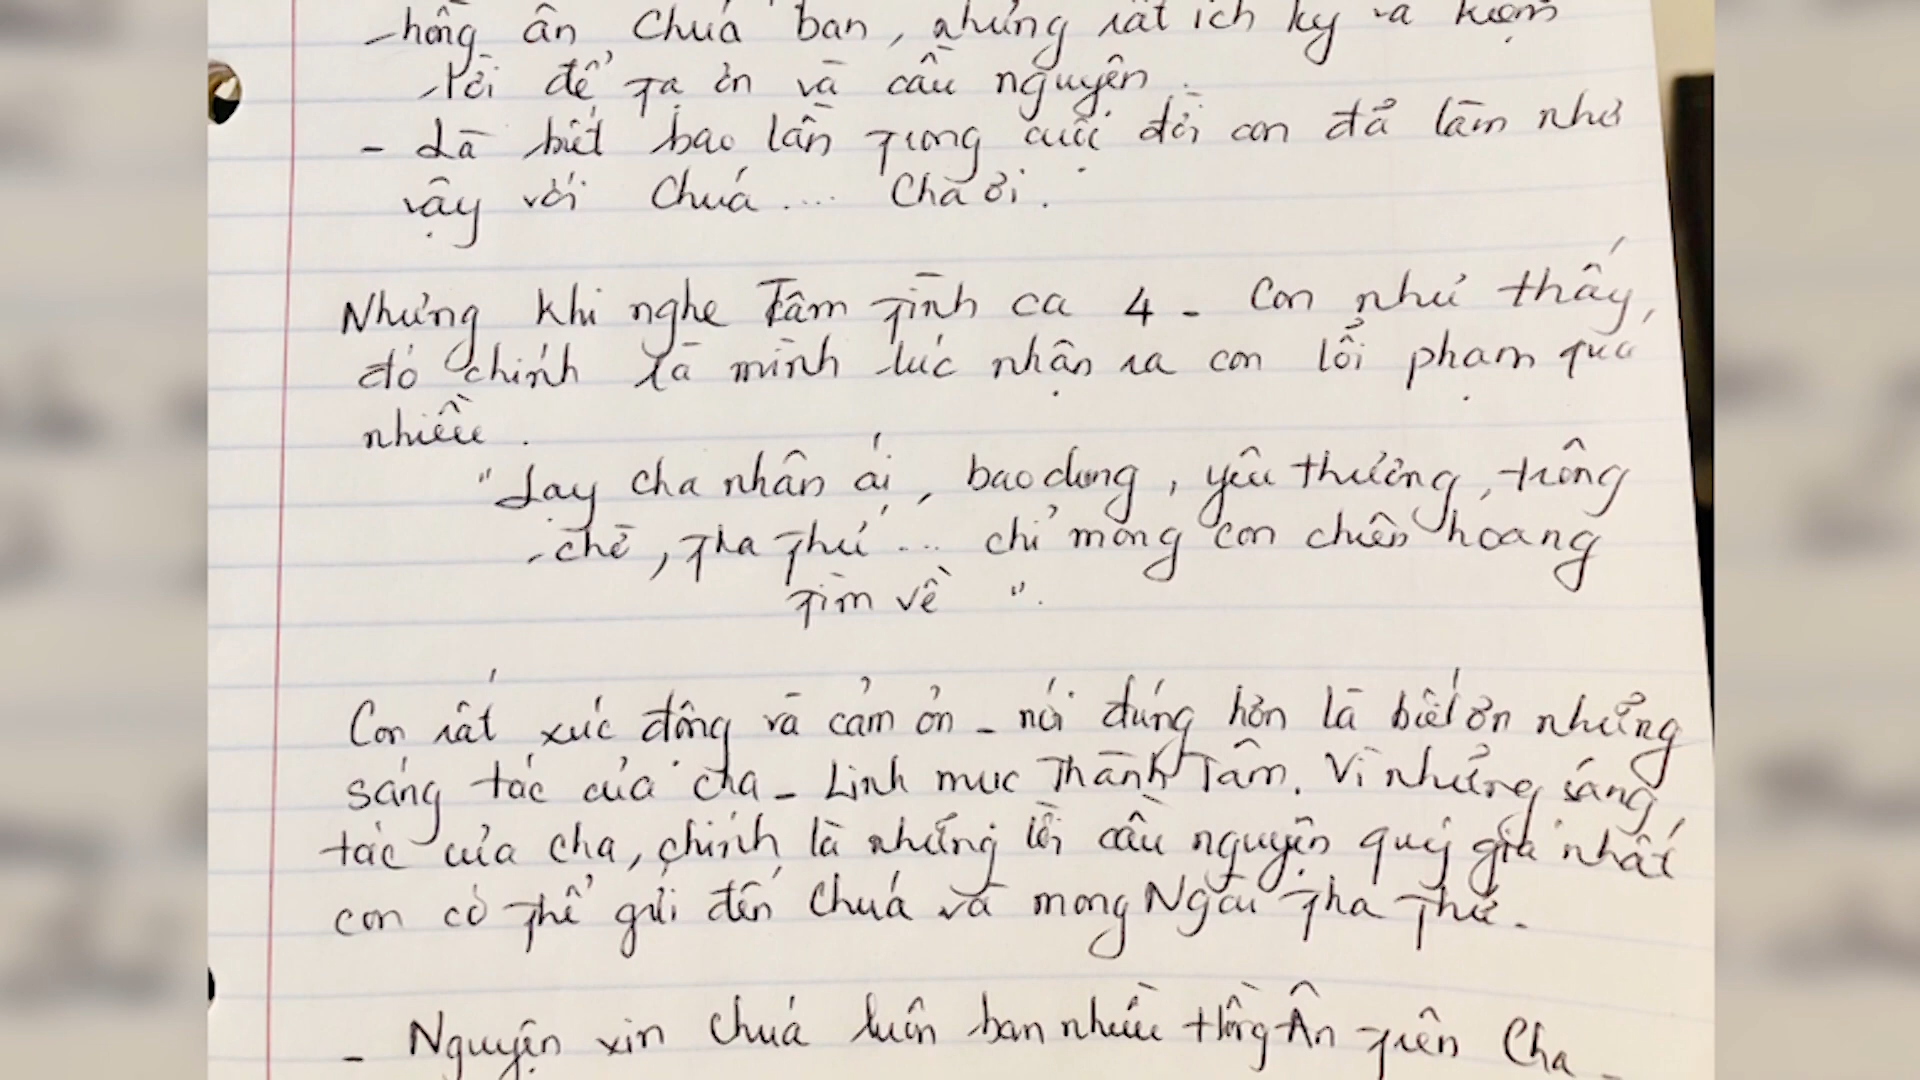 hồng ân Chúa ban, nhưng rất ích kỷ và kiệm
lời để tạ ơn và cầu nguyện.
- Là biết bao lần trong cuộc đời con đã làm như
vậy với Chúa .... Cha ơi.
Nhưng khi nghe Tâm Tình ca 4 - Con như thấy,
đó chính là mình lúc nhận ra con lỗi phạm quá
nhiều.
"Lạy cha nhân ái, bao dung, yêu thương, trông
chờ, Tha Thứ ... chỉ mong con chiên hoang
Tìm về".
Con rất xúc động và cảm ơn - nói đúng hơn là biết ơn những
sáng tác của cha - Linh mục Thành Tâm. Vì những sáng
tác của cha, chính là những lời cầu nguyện quý giá nhất
con có thể gửi đến Chúa và mong Ngài Tha Thứ.
- Nguyện xin Chúa luôn ban nhiều Hồng Ân trên Cha -